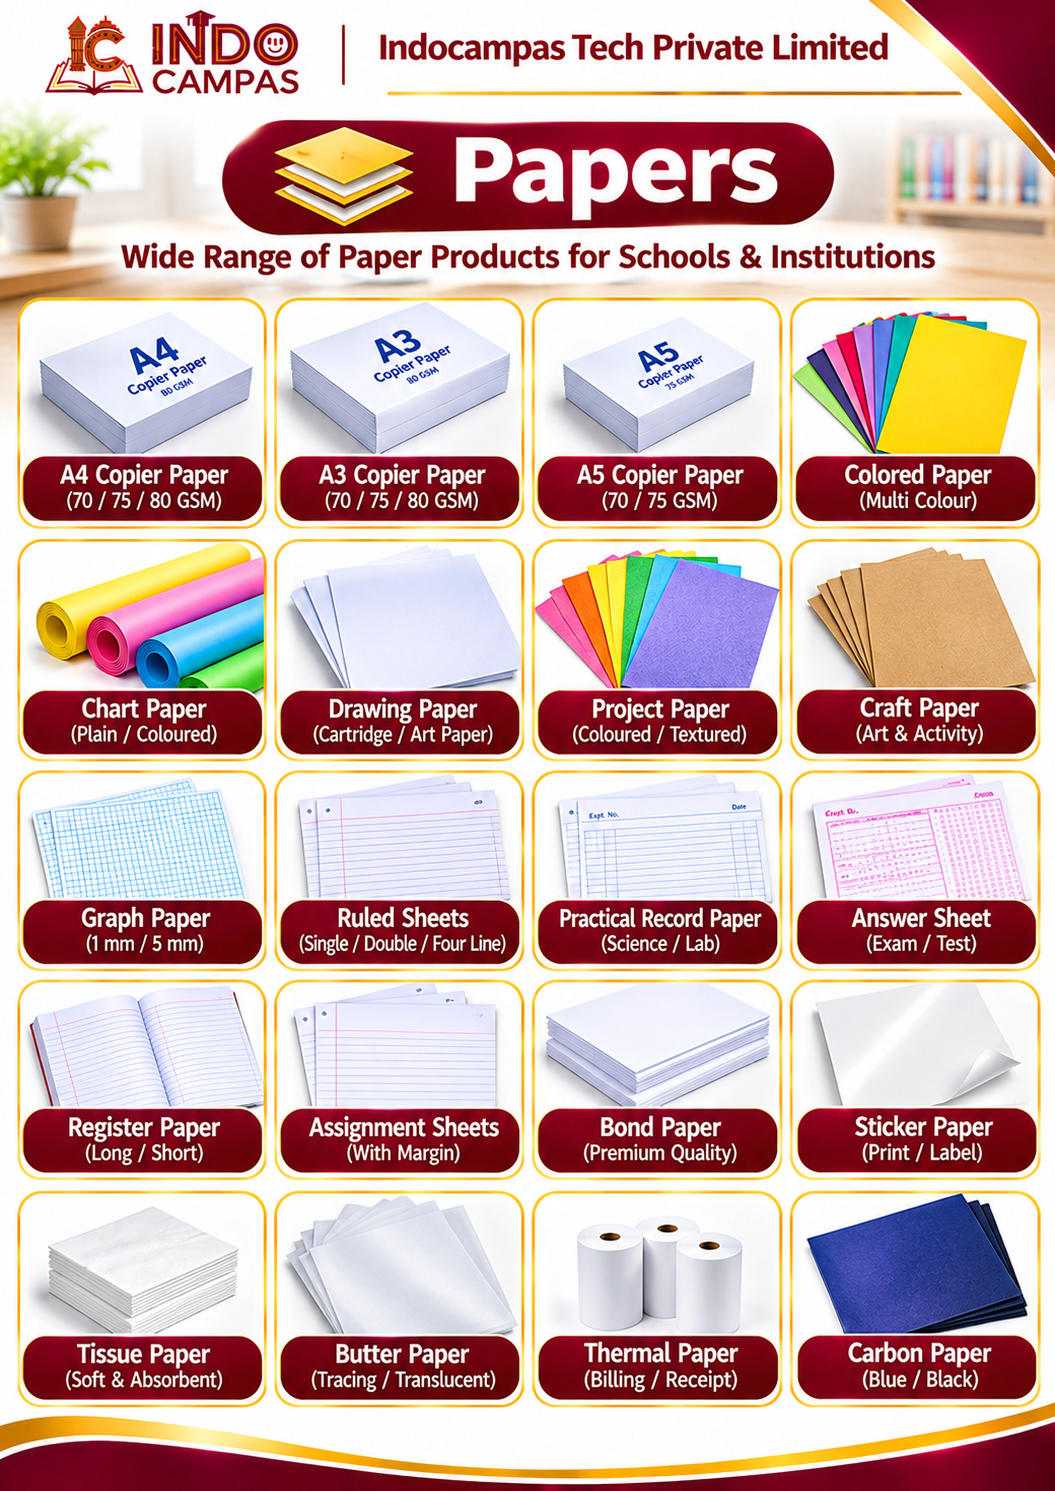 IC INDO
CAMPAS
Indocampas Tech Private Limited
Papers
Wide Range of Paper Products for Schools & Institutions
A4
Copier Paper
80 GSM
A3
Copier Paper
80 GSM
A5
Copier Paper
75 GSM
A4 Copier Paper
(70 / 75 / 80 GSM)
A3 Copier Paper
(70 / 75 / 80 GSM)
A5 Copier Paper
(70 / 75 GSM)
Colored Paper
(Multi Colour)
Chart Paper
(Plain / Coloured)
Drawing Paper
(Cartridge / Art Paper)
Project Paper
(Coloured / Textured)
Craft Paper
(Art & Activity)
Expt. No. Date
Graph Paper
(1 mm / 5 mm)
Ruled Sheets
(Single / Double / Four Line)
Practical Record Paper
(Science / Lab)
Answer Sheet
(Exam / Test)
Register Paper
(Long / Short)
Assignment Sheets
(With Margin)
Bond Paper
(Premium Quality)
Sticker Paper
(Print / Label)
Tissue Paper
(Soft & Absorbent)
Butter Paper
(Tracing / Translucent)
Thermal Paper
(Billing / Receipt)
Carbon Paper
(Blue / Black)